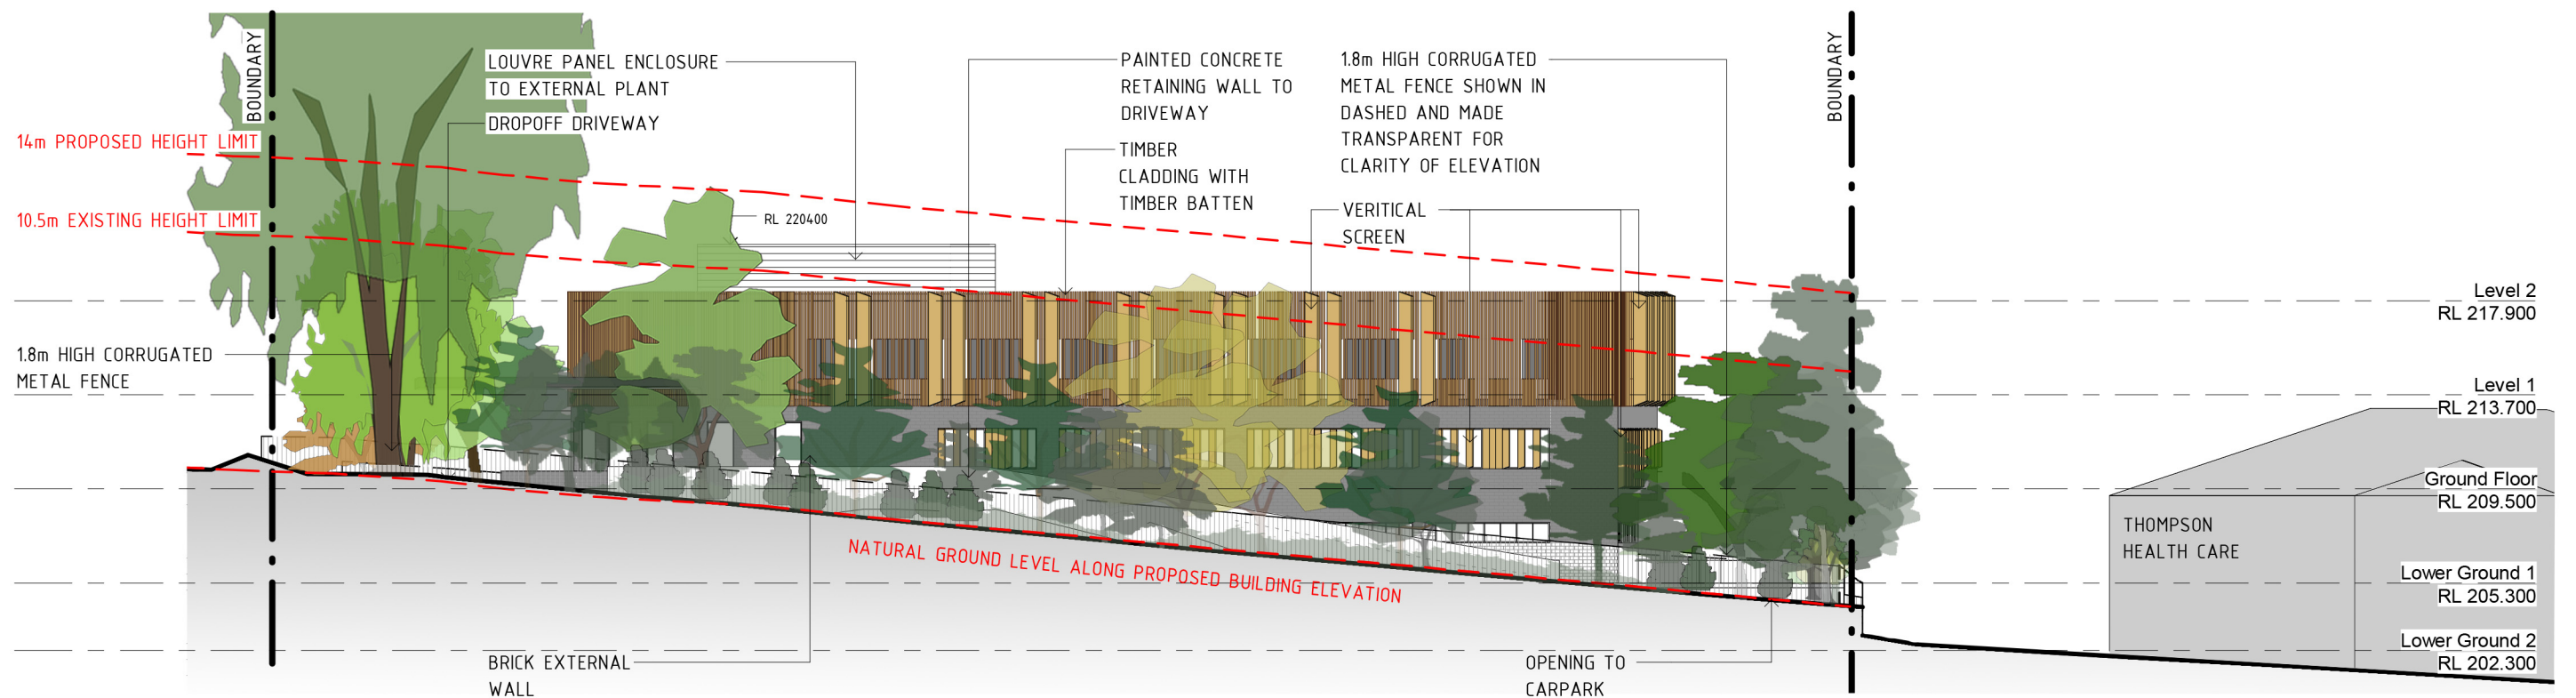 BOUNDARY
LOUVRE PANEL ENCLOSURE
TO EXTERNAL PLANT
DROPOFF DRIVEWAY
14m PROPOSED HEIGHT LIMIT
10.5m EXISTING HEIGHT LIMIT
1.8m HIGH CORRUGATED
METAL FENCE
RL 220400
PAINTED CONCRETE
RETAINING WALL TO
DRIVEWAY
TIMBER
CLADDING WITH
TIMBER BATTEN
1.8m HIGH CORRUGATED
METAL FENCE SHOWN IN
DASHED AND MADE
TRANSPARENT FOR
CLARITY OF ELEVATION
VERITICAL
SCREEN
BOUNDARY
NATURAL GROUND LEVEL ALONG PROPOSED BUILDING ELEVATION
BRICK EXTERNAL
WALL
OPENING TO
CARPARK
THOMPSON
HEALTH CARE
Level 2
RL 217.900
Level 1
RL 213.700
Ground Floor
RL 209.500
Lower Ground 1
RL 205.300
Lower Ground 2
RL 202.300